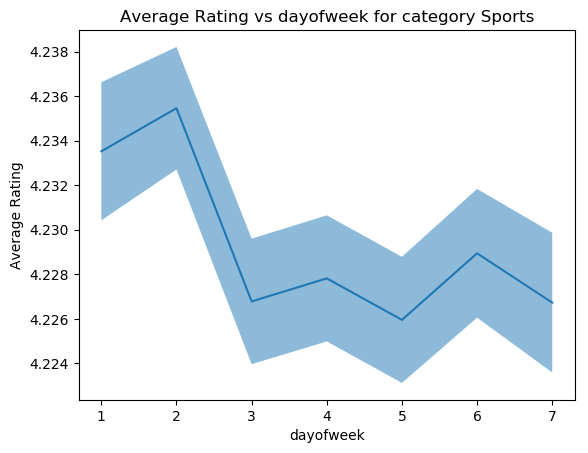 Average Rating vs dayofweek for category Sports
4.238
4.236
4.234
4.232
4.230
4.228
4.226
4.224
Average Rating
1 2 3 4 5 6 7
dayofweek